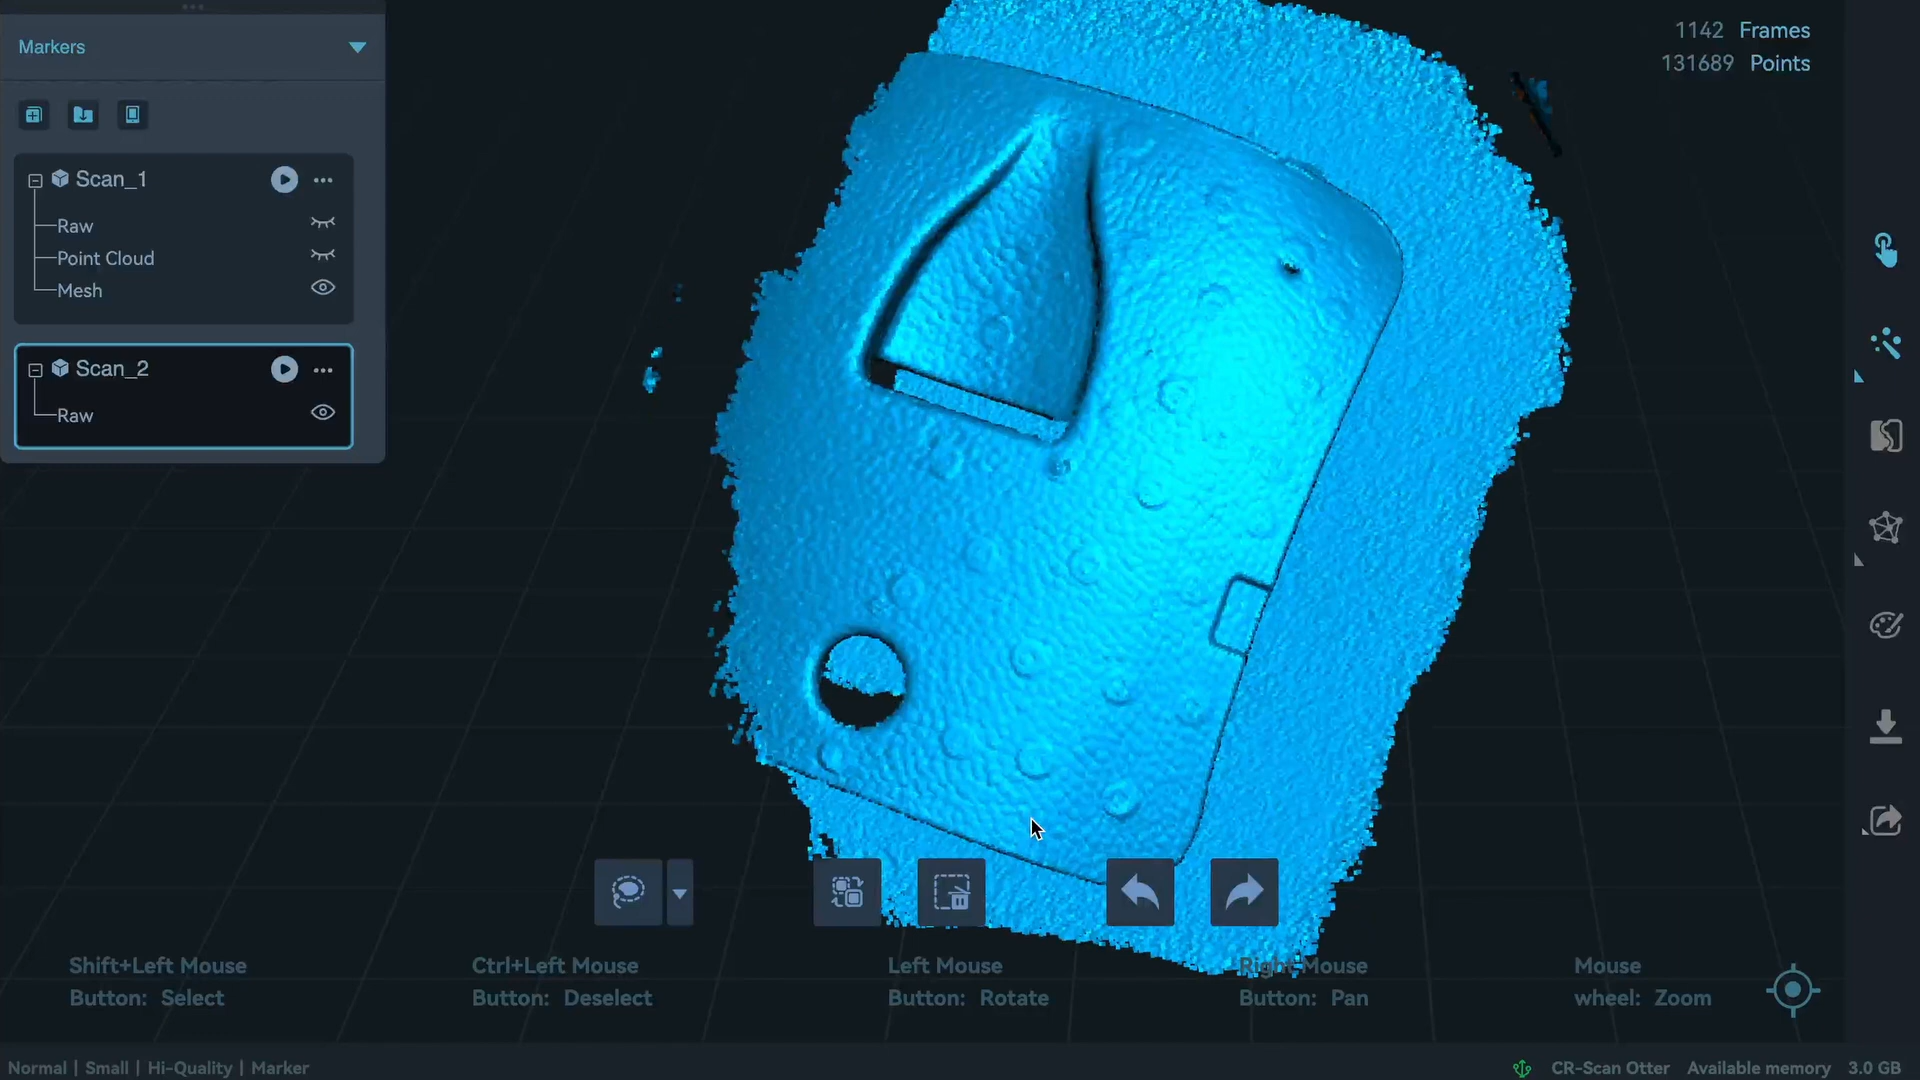 Markers
1142 Frames
131689 Points
Scan_1
Raw
Point Cloud
Mesh
Scan_2
Raw
Shift+Left Mouse
Button: Select
Ctrl+Left Mouse
Button: Deselect
Left Mouse
Button: Rotate
Right Mouse
Button: Pan
Mouse
wheel: Zoom
Normal | Small | Hi-Quality | Marker
CR-Scan Otter Available memory 3.0 GB